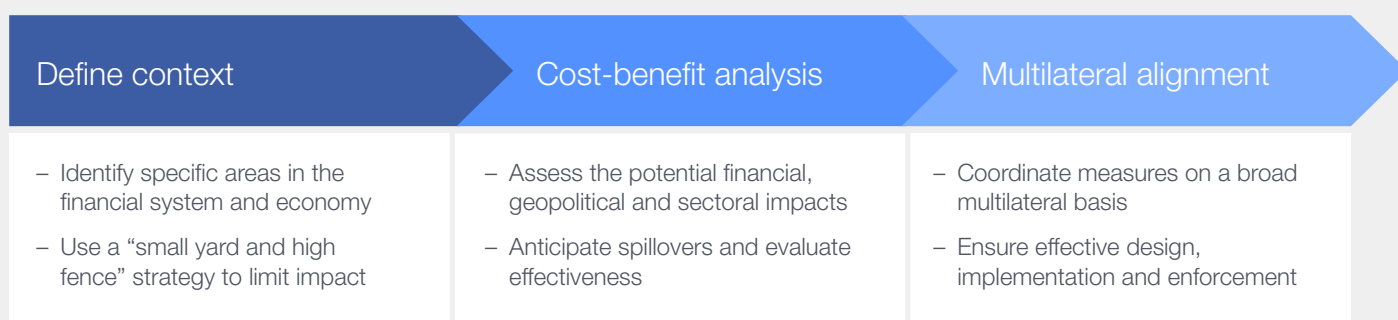 Define context
– Identify specific areas in the
financial system and economy
– Use a “small yard and high
fence” strategy to limit impact
Cost-benefit analysis
– Assess the potential financial,
geopolitical and sectoral impacts
– Anticipate spillovers and evaluate
effectiveness
Multilateral alignment
– Coordinate measures on a broad
multilateral basis
– Ensure effective design,
implementation and enforcement